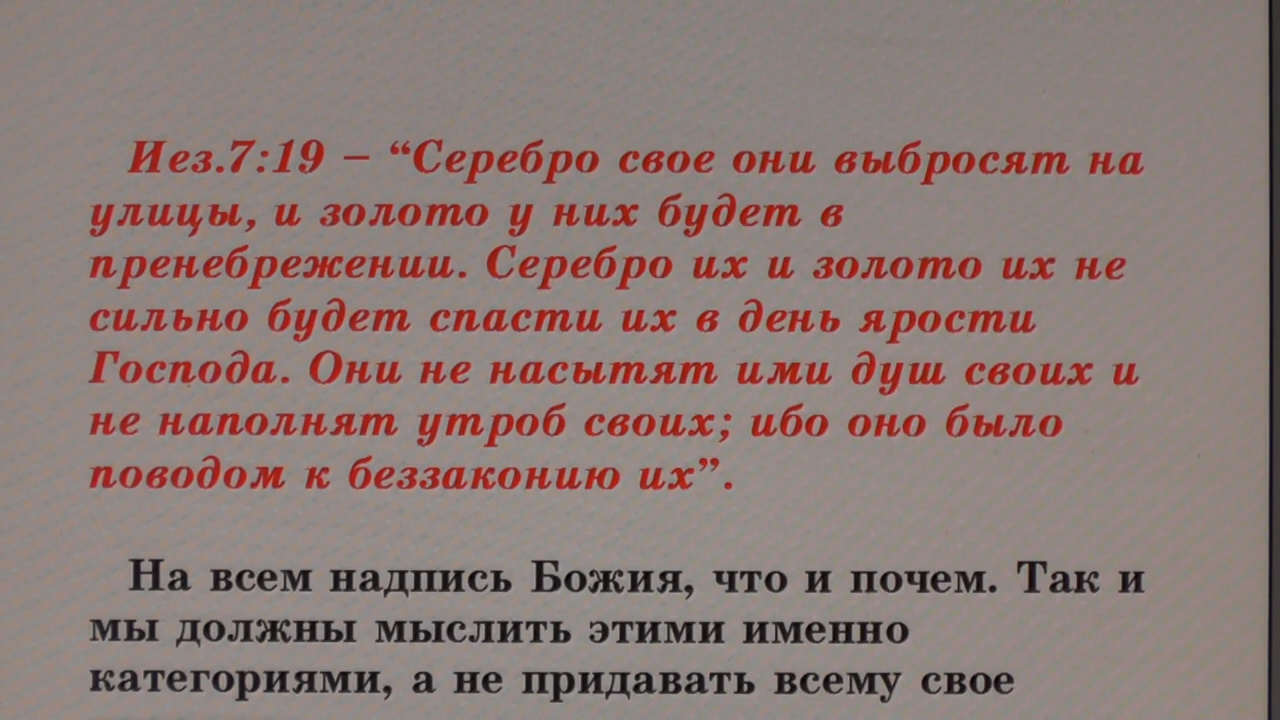 Иез.7:19 – “Серебро свое они выбросят на
улицы, и золото у них будет в
пренебрежении. Серебро их и золото их не
сильно будет спасти их в день ярости
Господа. Они не насытят ими душ своих и
не наполнят утроб своих; ибо оно было
поводом к беззаконию их”.
На всем надпись Божия, что и почем. Так и
мы должны мыслить этими именно
категориями, а не придавать всему свое